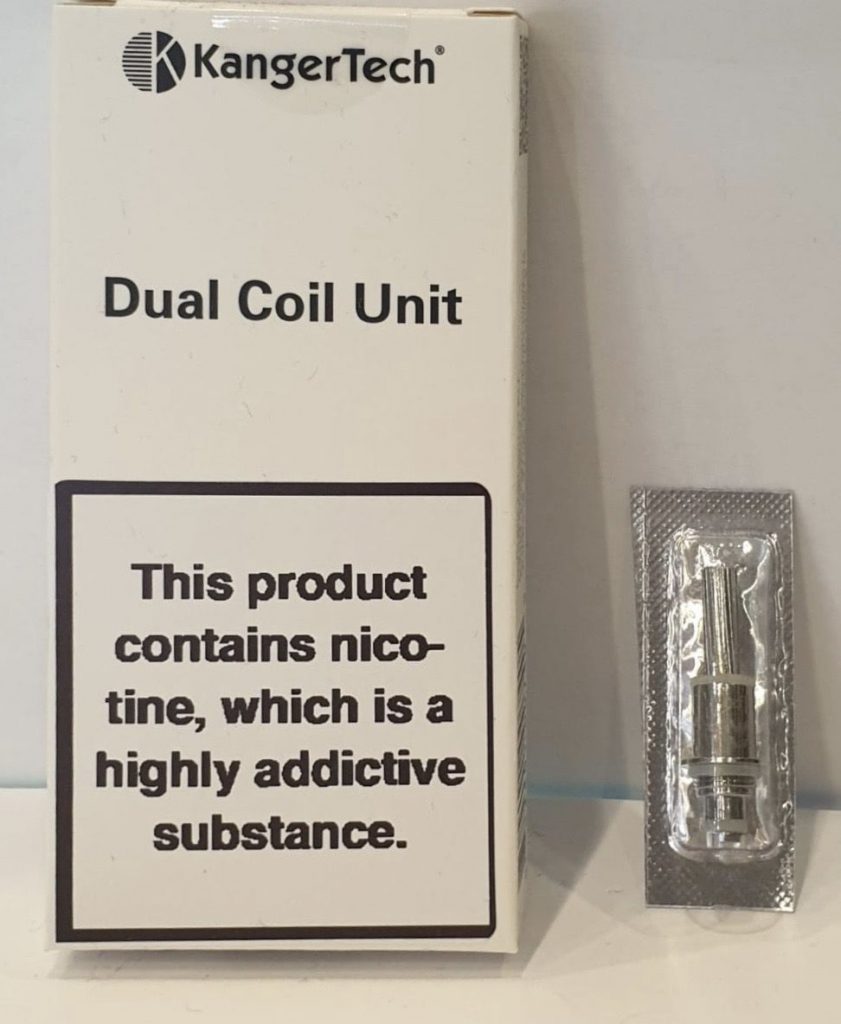 KangerTech®
Dual Coil Unit
This product
contains nico-
tine, which is a
highly addictive
substance.